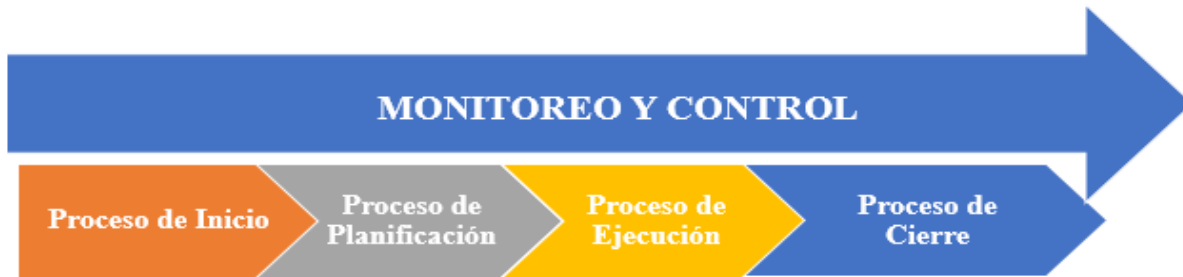 MONITOREO Y CONTROL
Proceso de Inicio
Proceso de
Planificación
Proceso de
Ejecución
Proceso de
Cierre